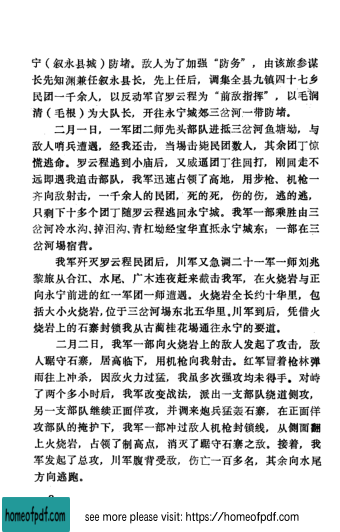 宁（叙永县城）防堵。敌人为了加强“防务”，由该旅参谋
长先知渊兼任叙永县长，先上任后，调集全县九镇四十七乡
民团一千余人，以反动军官罗云程为“前敌指挥”，以毛润
清（毛根）为大队长，开往永宁城郊三岔河一带防堵。
二月一日，一军团二师先头部队进抵三岔河鱼塘坳，与
敌人哨兵遭遇，经我还击，当场击毙民团数人，其余团丁惊
慌逃命。罗云程逃到小庙后，又威逼团丁往回打，刚回走不
远即遇我追击部队，我军迅速占领了高地，用步枪、机枪一
齐向敌射击，一千余人的民团，死的死，伤的伤，逃的逃，
只剩下十多个团丁随罗云程逃回永宁城。我军一部乘胜由三
岔河冷水沟、掉泪沟、青杠坳经宝华直抵永宁城东；一部在三
岔河场宿营。
我军歼灭罗云程民团后，川军又急调二十一军一师刘兆
黎旅从合江、水尾、广木连夜赶来截击我军，在火烧岩与正
向永宁前进的红一军团一师遭遇。火烧岩全长约十华里，包
括大小火烧岩，位于三岔河场东北五华里。川军到后，凭借火
烧岩上的石寨封锁我从古蔺桂花場通往永宁的要道。
二月二日，我军一部向火烧岩上的敌人发起了攻击，敌
人踞守石寨，居高临下，用机枪向我射击。红军冒着枪林弹
雨往上冲杀，因敌火力过猛，我虽多次强攻均未得手。对峙
了两个多小时后，我军改变战法，派出一支部队绕道侧攻，
另一支部队继续正面佯攻，并调来炮兵猛轰石寨，在正面佯
攻部队的掩护下，我军一部冲过敌人机枪封锁线，从侧面翻
上火烧岩，占领了制高点，消灭了踞守石寨之敌。接着，我
军发起了总攻，川军腹背受敌，伤亡一百多名，其余向水尾
方向逃跑。
homeofpdf.com
see more please visit: https://homeofpdf.com